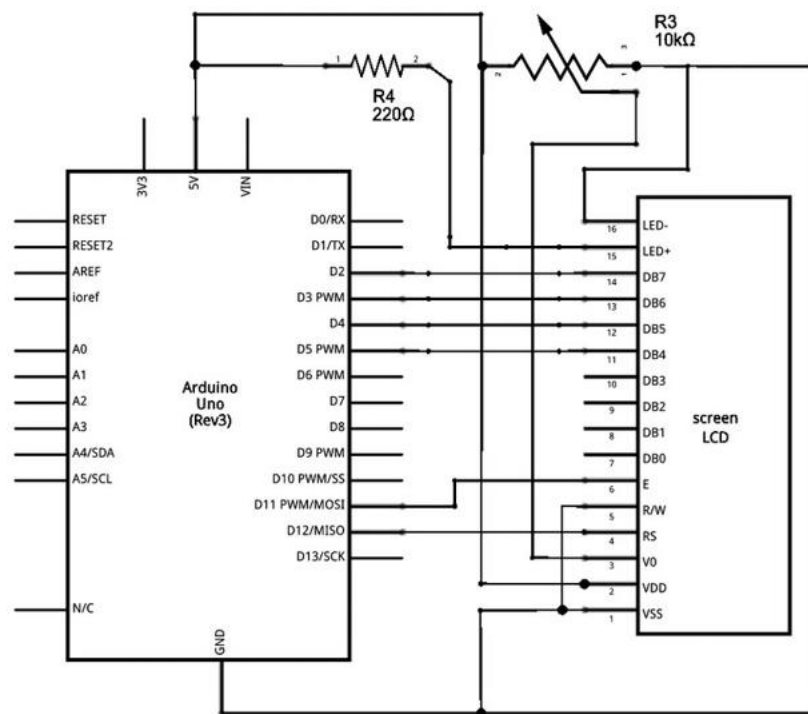 R3
10kΩ
1
2
R4
220Ω
2
3
1
3V3
5V
VIN
RESET
RESET2
AREF
ioref
A0
A1
A2
A3
A4/SDA
A5/SCL
N/C
Arduino
Uno
(Rev3)
D0/RX
D1/TX
D2
D3 PWM
D4
D5 PWM
D6 PWM
D7
D8
D9 PWM
D10 PWM/SS
D11 PWM/MOSI
D12/MISO
D13/SCK
GND
16 LED-
15 LED+
14 DB7
13 DB6
12 DB5
11 DB4
10 DB3
9 DB2
8 DB1
7 DB0
6 E
5 R/W
4 RS
3 V0
2 VDD
1 VSS
screen
LCD